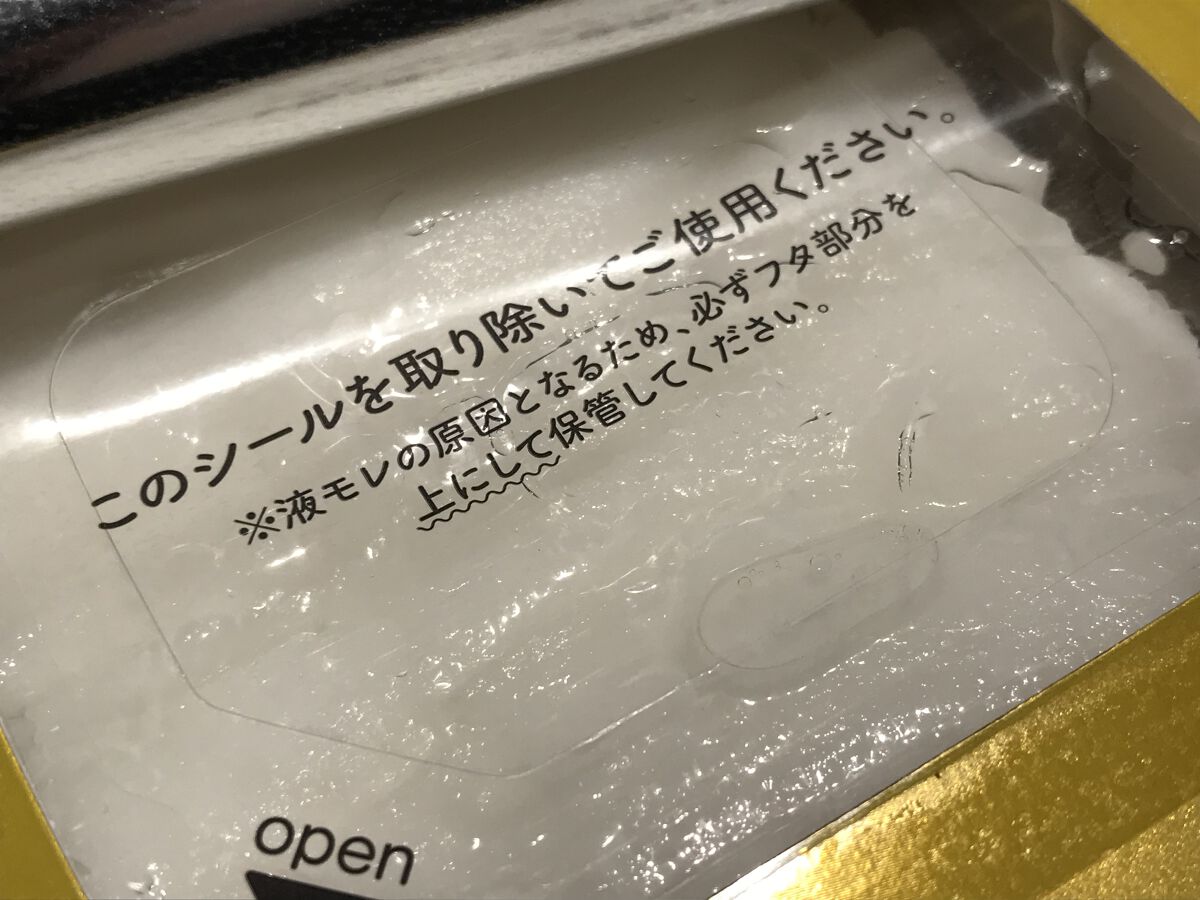 このシールを取り除いてご使用ください。
※液モレの原因となるため、必ずフタ部分を
上にして保管してください。
open